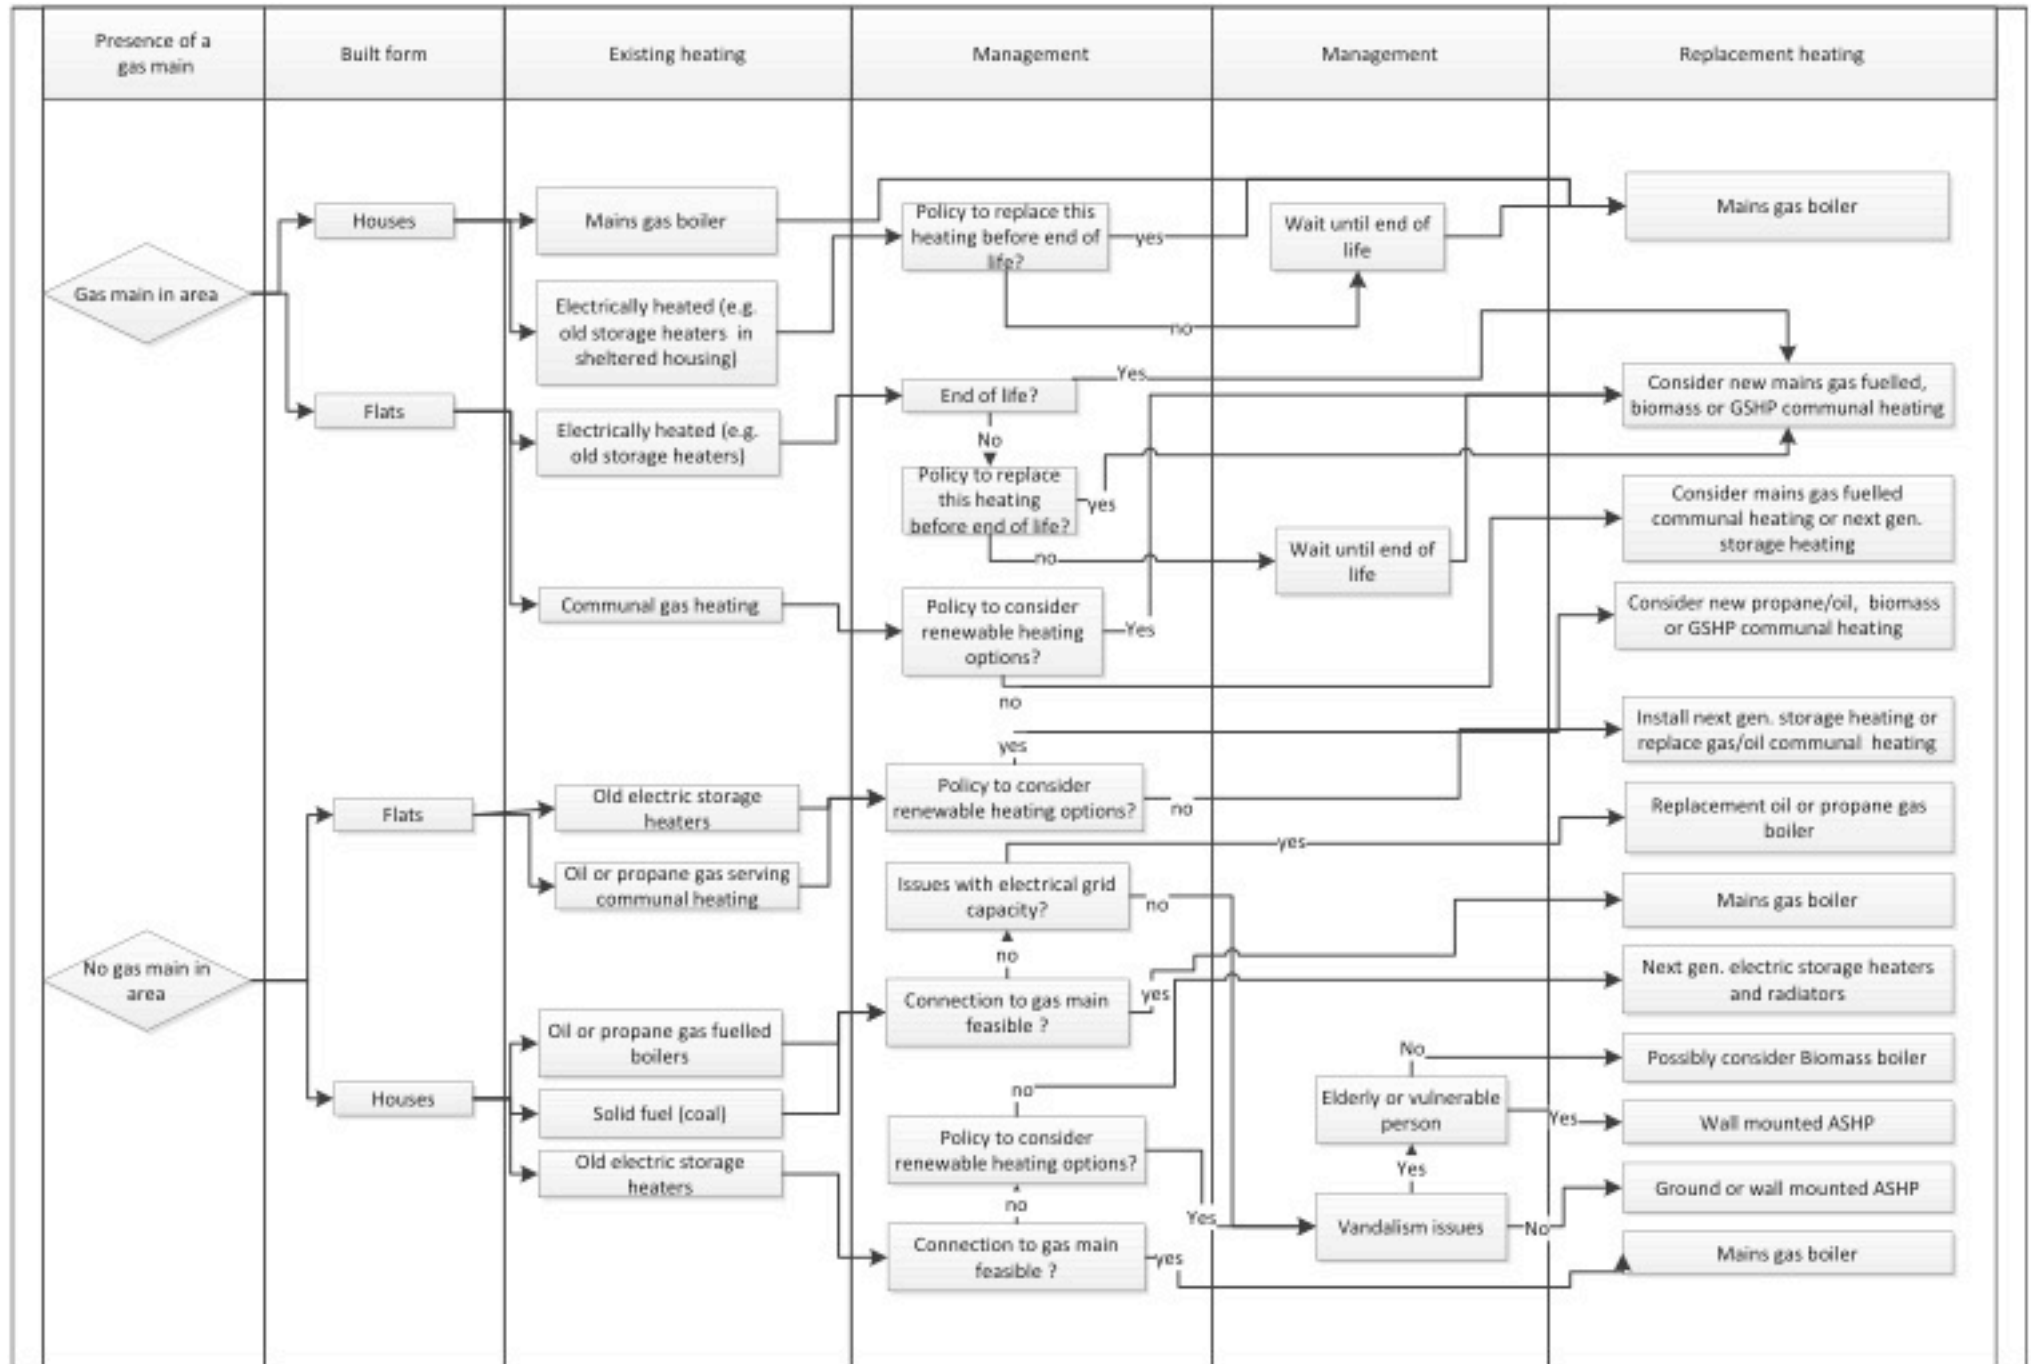 Presence of a
gas main
Built form
Existing heating
Management
Management
Replacement heating
Gas main in area
Houses
Mains gas boiler
Policy to replace this
heating before end of
life?
yes
Wait until end of
life
Mains gas boiler
Electrically heated (e.g.
old storage heaters in
sheltered housing)
no
Flats
Electrically heated (e.g.
old storage heaters)
End of life?
Yes
No
Policy to replace
this heating
before end of life?
yes
no
Wait until end of
life
Consider new mains gas fuelled,
biomass or GSHP communal heating
Consider mains gas fuelled
communal heating or next gen.
storage heating
Communal gas heating
Policy to consider
renewable heating
options?
Yes
no
Consider new propane/oil, biomass
or GSHP communal heating
yes
Install next gen. storage heating or
replace gas/oil communal heating
No gas main in
area
Flats
Old electric storage
heaters
Oil or propane gas serving
communal heating
Policy to consider
renewable heating options?
no
yes
Replacement oil or propane gas
boiler
Issues with electrical grid
capacity?
no
Mains gas boiler
no
Connection to gas main
feasible ?
yes
Next gen. electric storage heaters
and radiators
Houses
Oil or propane gas fuelled
boilers
Solid fuel (coal)
Old electric storage
heaters
no
Policy to consider
renewable heating options?
Yes
no
Connection to gas main
feasible ?
yes
No
Possibly consider Biomass boiler
Elderly or vulnerable
person
Yes
Wall mounted ASHP
Yes
Vandalism issues
No
Ground or wall mounted ASHP
Mains gas boiler